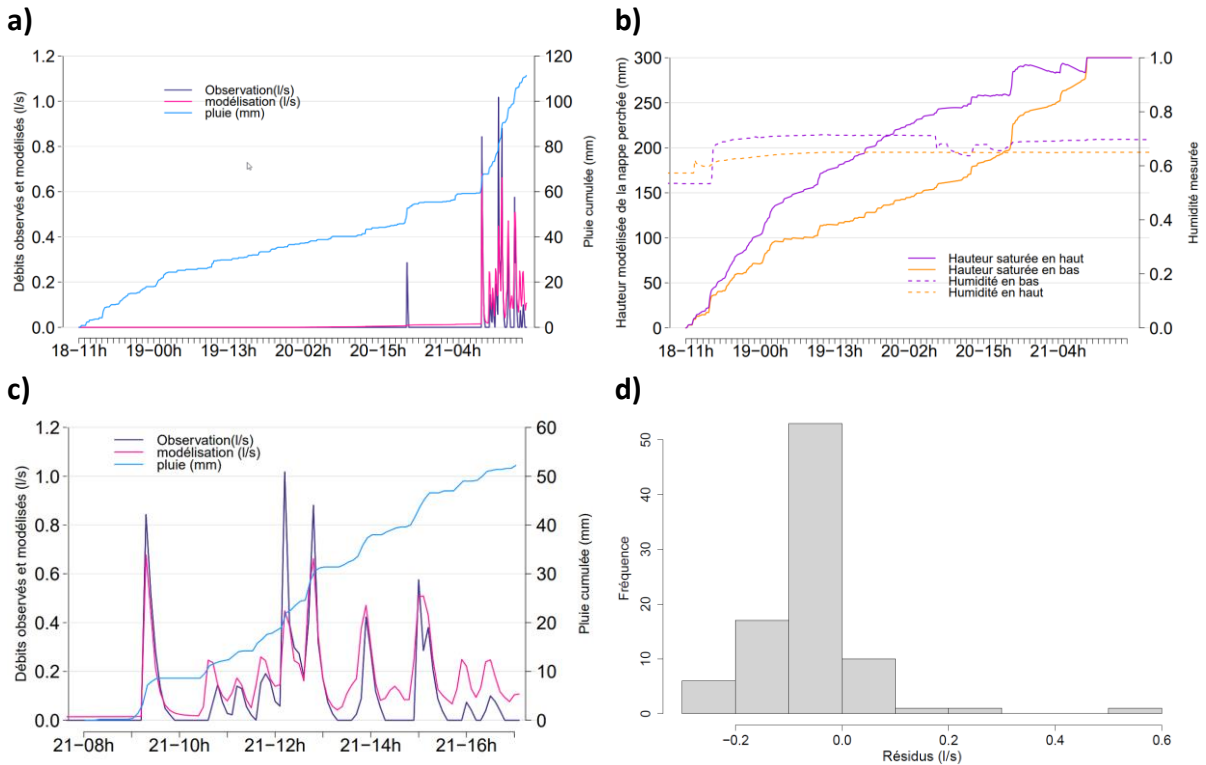 a)
Débits observés et modélisés (l/s)
1.2
1.0
0.8
0.6
0.4
0.2
0.0
Observation(l/s)
modélisation (l/s)
pluie (mm)
120
100
80
60
40
20
0
Pluie cumulée (mm)
18-11h 19-00h 19-13h 20-02h 20-15h 21-04h
b)
Hauteur modélisée de la nappe perchée (mm)
300
250
200
150
100
50
0
Hauteur saturée en haut
Hauteur saturée en bas
Humidité en bas
Humidité en haut
1.0
0.8
0.6
0.4
0.2
0.0
Humidité mesurée
18-11h 19-00h 19-13h 20-02h 20-15h 21-04h
c)
Débits observés et modélisés (l/s)
1.2
1.0
0.8
0.6
0.4
0.2
0.0
Observation(l/s)
modélisation (l/s)
pluie (mm)
60
50
40
30
20
10
0
Pluie cumulée (mm)
21-08h 21-10h 21-12h 21-14h 21-16h
d)
Fréquence
50
40
30
20
10
0
−0.2 0.0 0.2 0.4 0.6
Résidus (l/s)